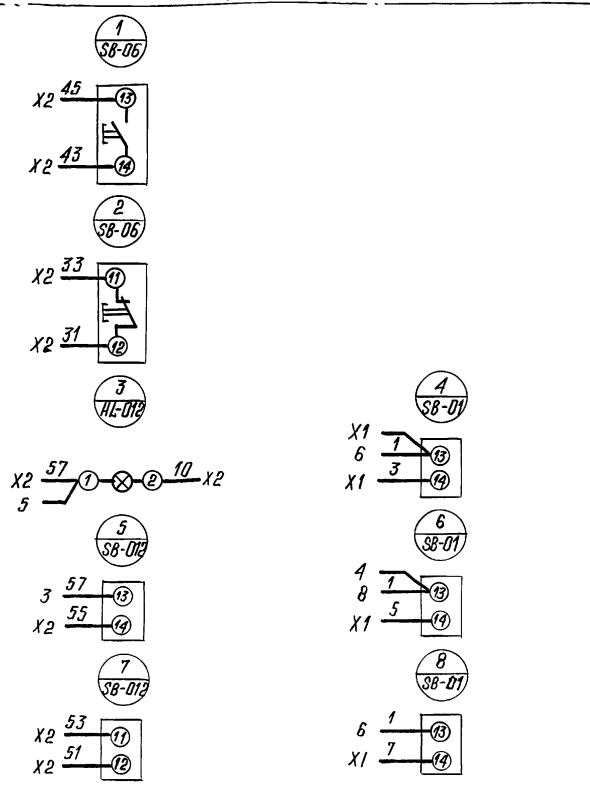 1
SB-06
X2 45 13
X2 43 14
2
SB-06
X2 33 11
X2 31 12
3
HL-012
X2 57 1 2 10 X2
5
5
SB-012
3 57 13
X2 55 14
7
SB-012
X2 53 11
X2 51 12
4
SB-01
X1
6 1 13
X1 3 14
6
SB-01
4
8 1 13
X1 5 14
8
SB-01
6 1 13
X1 7 14